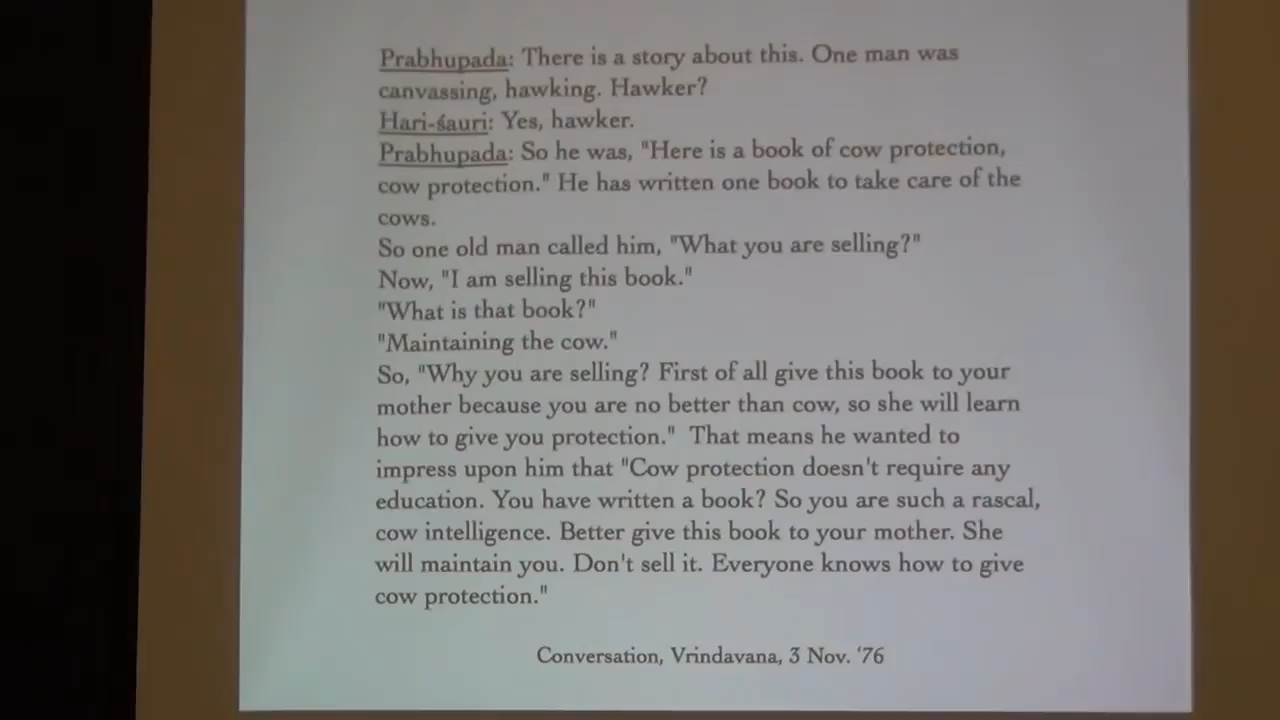 Prabhupada: There is a story about this. One man was
canvassing, hawking. Hawker?
Hari-śauri: Yes, hawker.
Prabhupada: So he was, "Here is a book of cow protection,
cow protection." He has written one book to take care of the
cows.
So one old man called him, "What you are selling?"
Now, "I am selling this book."
"What is that book?"
"Maintaining the cow."
So, "Why you are selling? First of all give this book to your
mother because you are no better than cow, so she will learn
how to give you protection." That means he wanted to
impress upon him that "Cow protection doesn't require any
education. You have written a book? So you are such a rascal,
cow intelligence. Better give this book to your mother. She
will maintain you. Don't sell it. Everyone knows how to give
cow protection."
Conversation, Vrindavana, 3 Nov. '76